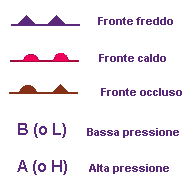 Fronte freddo
Fronte caldo
Fronte occluso
B (o L) Bassa pressione
A (o H) Alta pressione